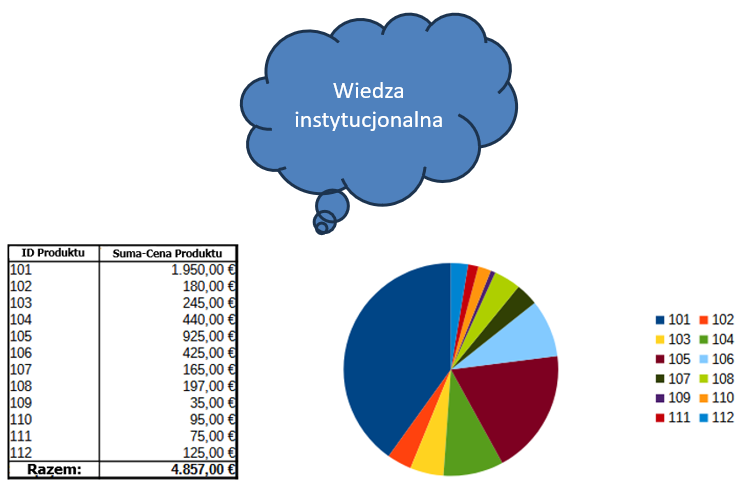 Wiedza
instytucjonalna
ID Produktu Suma-Cena Produktu
101 1.950,00 €
102 180,00 €
103 245,00 €
104 440,00 €
105 925,00 €
106 425,00 €
107 165,00 €
108 197,00 €
109 35,00 €
110 95,00 €
111 75,00 €
112 125,00 €
Razem: 4.857,00 €
101 102
103 104
105 106
107 108
109 110
111 112